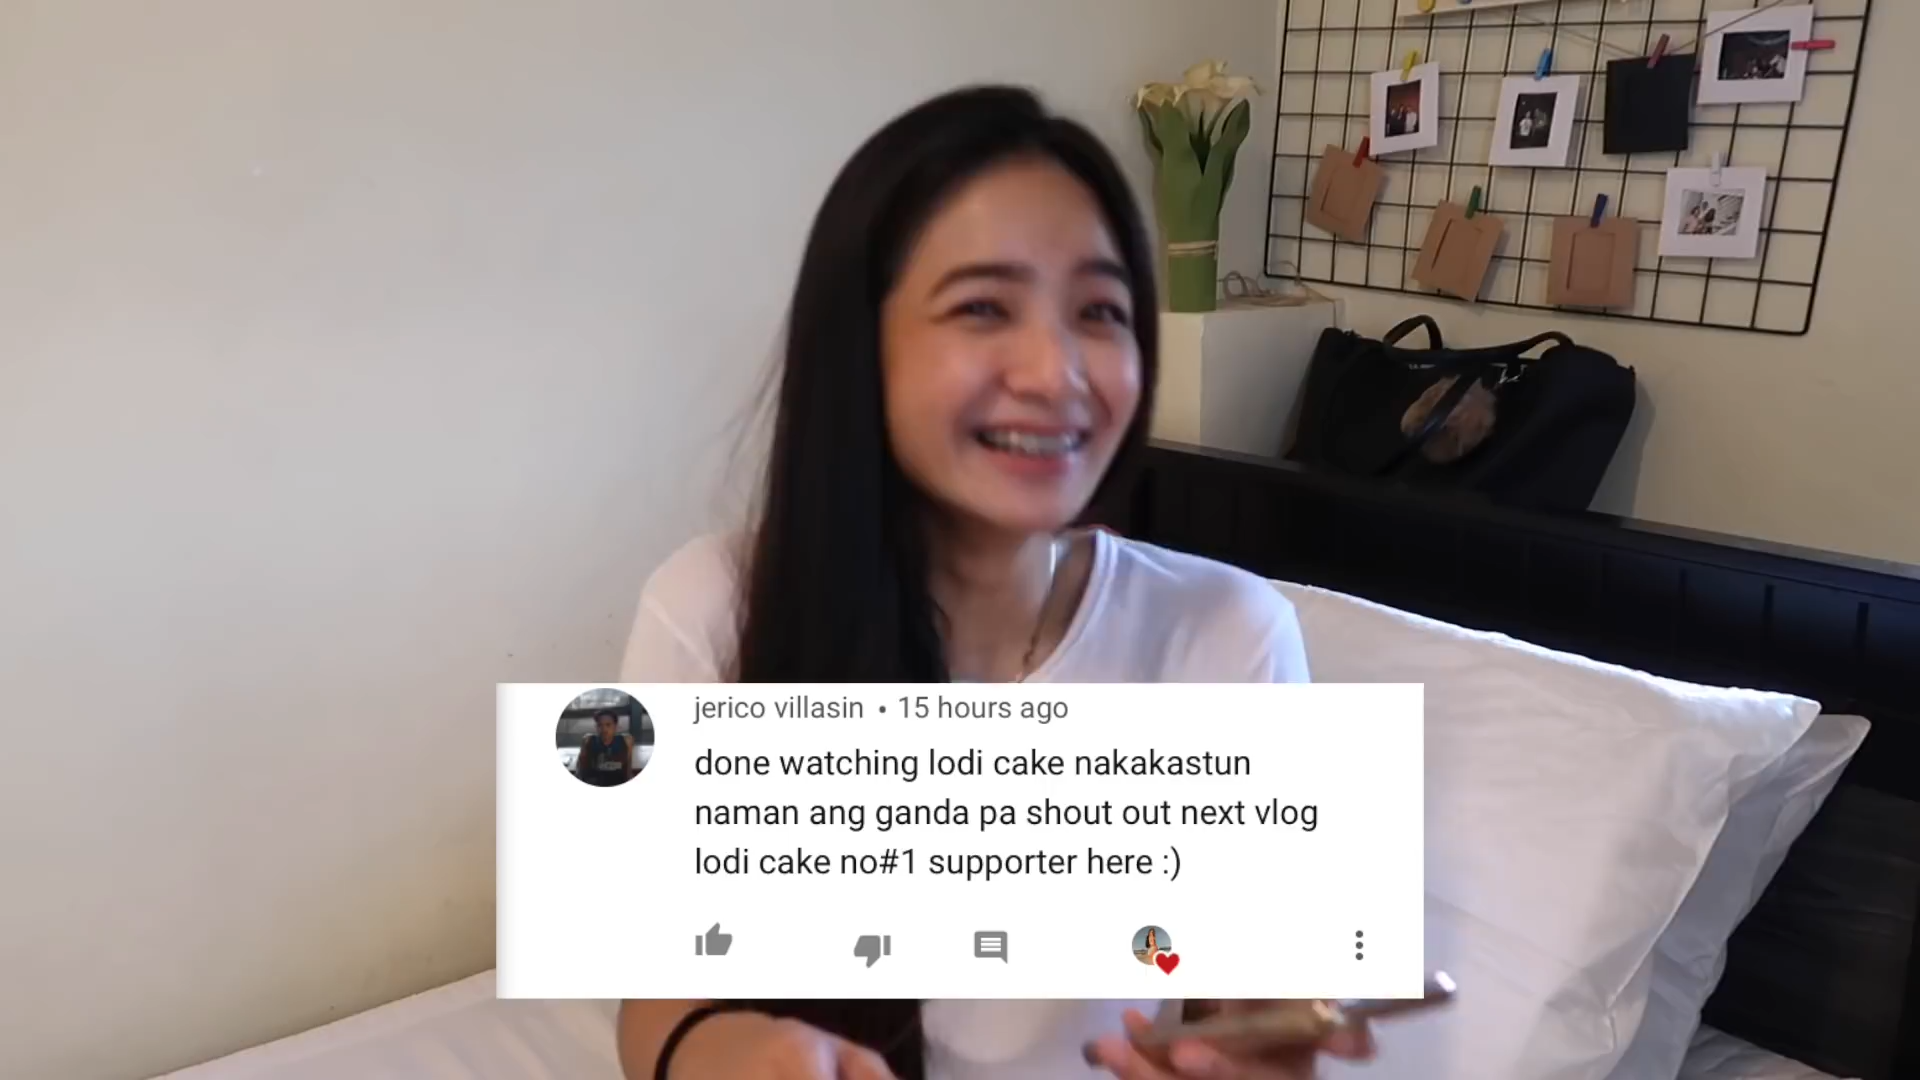 jerico villasin • 15 hours ago
done watching lodi cake nakakastun
naman ang ganda pa shout out next vlog
lodi cake no#1 supporter here :)